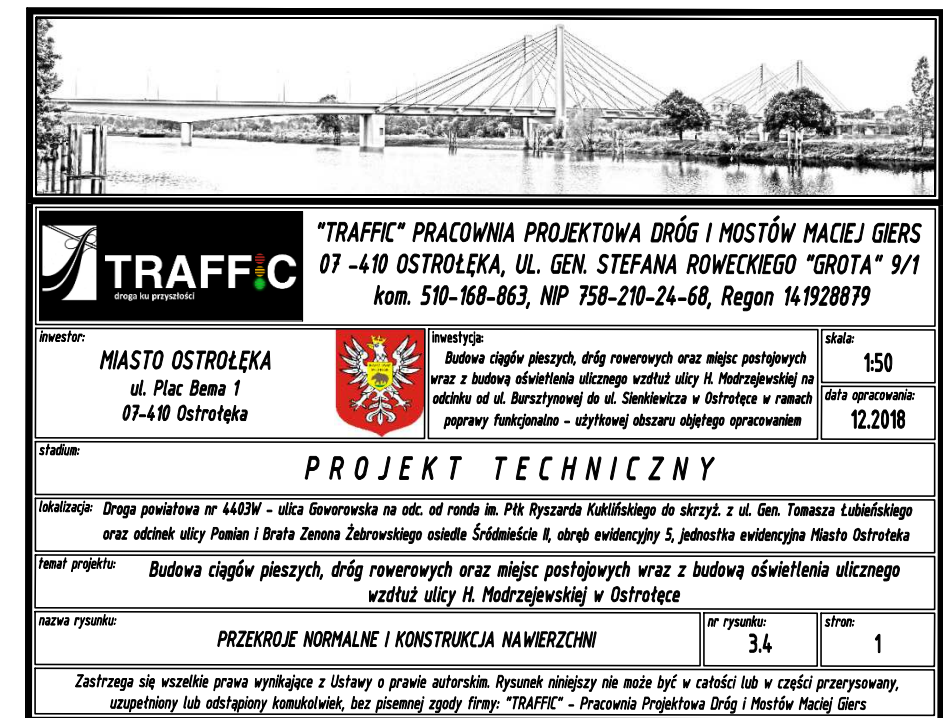 "TRAFFIC" PRACOWNIA PROJEKTOWA DRÓG I MOSTÓW MACIEJ GIERS
07 -410 OSTROŁĘKA, UL. GEN. STEFANA ROWECKIEGO "GROTA" 9/1
kom. 510-168-863, NIP 758-210-24-68, Regon 141928879
TRAFFIC
droga ku przyszłości
inwestor:
MIASTO OSTROŁĘKA
ul. Plac Bema 1
07-410 Ostrołęka
inwestycja:
Budowa ciągów pieszych, dróg rowerowych oraz miejsc postojowych
wraz z budową oświetlenia ulicznego wzdłuż ulicy H. Modrzejewskiej na
odcinku od ul. Bursztynowej do ul. Sienkiewicza w Ostrołęce w ramach
poprawy funkcjonalno - użytkowej obszaru objętego opracowaniem
skala:
1:50
data opracowania:
12.2018
stadium:
PROJEKT TECHNICZNY
lokalizacja: Droga powiatowa nr 4403W - ulica Goworowska na odc. od ronda im. Płk Ryszarda Kuklińskiego do skrzyż. z ul. Gen. Tomasza Łubieńskiego
oraz odcinek ulicy Pomian i Brata Zenona Żebrowskiego osiedle Śródmieście II, obręb ewidencyjny 5, jednostka ewidencyjna Miasto Ostrołeka
temat projektu:
Budowa ciągów pieszych, dróg rowerowych oraz miejsc postojowych wraz z budową oświetlenia ulicznego
wzdłuż ulicy H. Modrzejewskiej w Ostrołęce
nazwa rysunku:
PRZEKROJE NORMALNE I KONSTRUKCJA NAWIERZCHNI
nr rysunku:
3.4
stron:
1
Zastrzega się wszelkie prawa wynikające z Ustawy o prawie autorskim. Rysunek niniejszy nie może być w całości lub w części przerysowany,
uzupełniony lub odstąpiony komukolwiek, bez pisemnej zgody firmy: "TRAFFIC" - Pracownia Projektowa Dróg i Mostów Maciej Giers